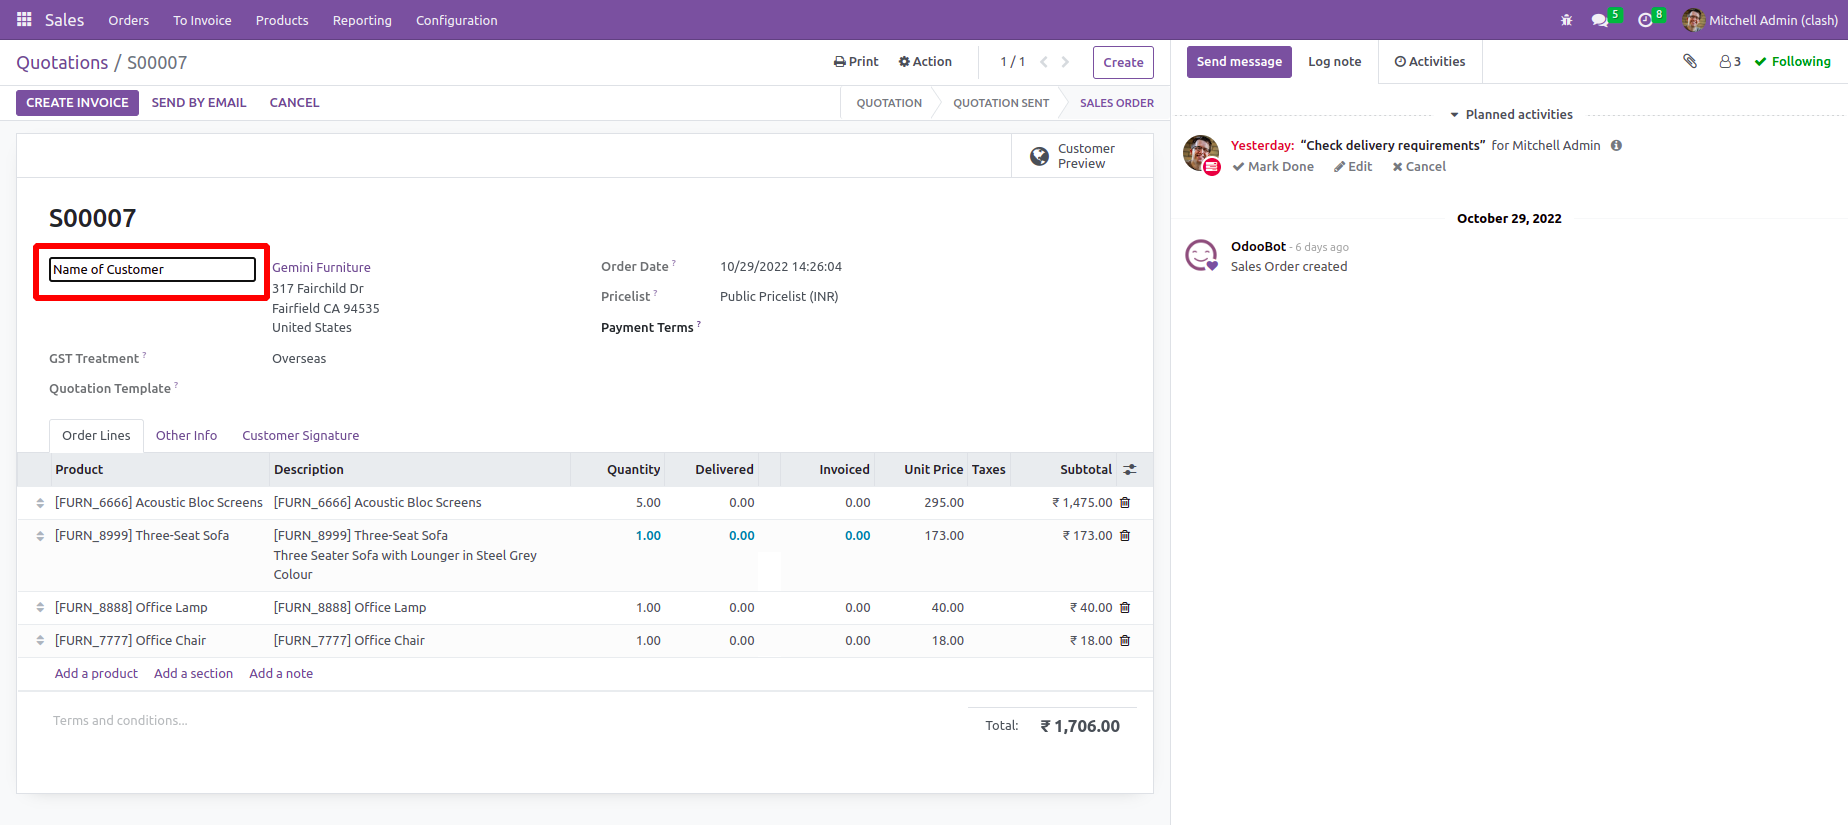 Sales Orders To Invoice Products Reporting Configuration 5 8 Mitchell Admin (clash)
Quotations / S00007 Print Action 1 / 1 Create
Send message Log note Activities 3 Following
CREATE INVOICE SEND BY EMAIL CANCEL QUOTATION QUOTATION SENT SALES ORDER
Customer
Preview
S00007
Name of Customer
Gemini Furniture
317 Fairchild Dr
Fairfield CA 94535
United States
Order Date ? 10/29/2022 14:26:04
Pricelist ? Public Pricelist (INR)
Payment Terms ?
GST Treatment ? Overseas
Quotation Template ?
Order Lines Other Info Customer Signature
Product Description Quantity Delivered Invoiced Unit Price Taxes Subtotal
[FURN_6666] Acoustic Bloc Screens [FURN_6666] Acoustic Bloc Screens 5.00 0.00 0.00 295.00 ₹ 1,475.00
[FURN_8999] Three-Seat Sofa [FURN_8999] Three-Seat Sofa 1.00 0.00 0.00 173.00 ₹ 173.00
Three Seater Sofa with Lounger in Steel Grey
Colour
[FURN_8888] Office Lamp [FURN_8888] Office Lamp 1.00 0.00 0.00 40.00 ₹ 40.00
[FURN_7777] Office Chair [FURN_7777] Office Chair 1.00 0.00 0.00 18.00 ₹ 18.00
Add a product Add a section Add a note
Terms and conditions...
Total: ₹ 1,706.00
Planned activities
Yesterday: “Check delivery requirements” for Mitchell Admin
Mark Done Edit Cancel
October 29, 2022
OdooBot - 6 days ago
Sales Order created